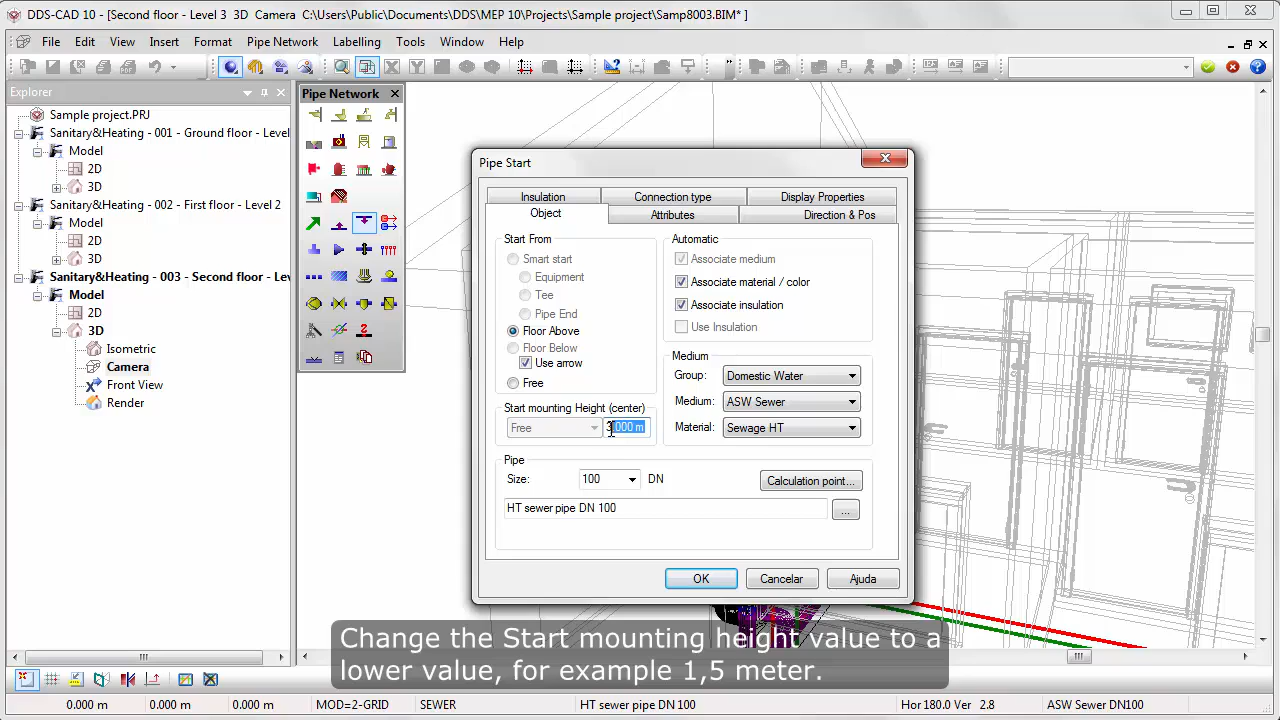 DDS-CAD 10 - [Second floor - Level 3  3D  Camera  C:\Users\Public\Documents\DDS\MEP 10\Projects\Sample project\Samp8003.BIM* ]
File Edit View Insert Format Pipe Network Labelling Tools Window Help
Explorer
Pipe Network
Sample project.PRJ
Sanitary&Heating - 001 - Ground floor - Level
Model
2D
3D
Sanitary&Heating - 002 - First floor - Level 2
Model
2D
3D
Sanitary&Heating - 003 - Second floor - Leve
Model
2D
3D
Isometric
Camera
Front View
Render
Pipe Start
Insulation Connection type Display Properties
Object Attributes Direction & Pos
Start From
Smart start
Equipment
Tee
Pipe End
Floor Above
Floor Below
Use arrow
Free
Start mounting Height (center)
Free 3.000 m
Automatic
Associate medium
Associate material / color
Associate insulation
Use Insulation
Medium
Group: Domestic Water
Medium: ASW Sewer
Material: Sewage HT
Pipe
Size: 100 DN Calculation point...
HT sewer pipe DN 100 ...
OK Cancelar Ajuda
Change the Start mounting height value to a
lower value, for example 1,5 meter.
0.000 m 0.000 m 0.000 m MOD=2-GRID SEWER HT sewer pipe DN 100 Hor 180.0 Ver 2.8 ASW Sewer DN100